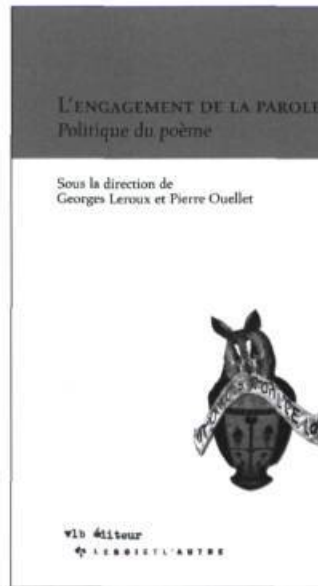 L'ENGAGEMENT DE LA PAROLE
Politique du poème
Sous la direction de
Georges Leroux et Pierre Ouellet
vlb éditeur
LE SOI ET L'AUTRE